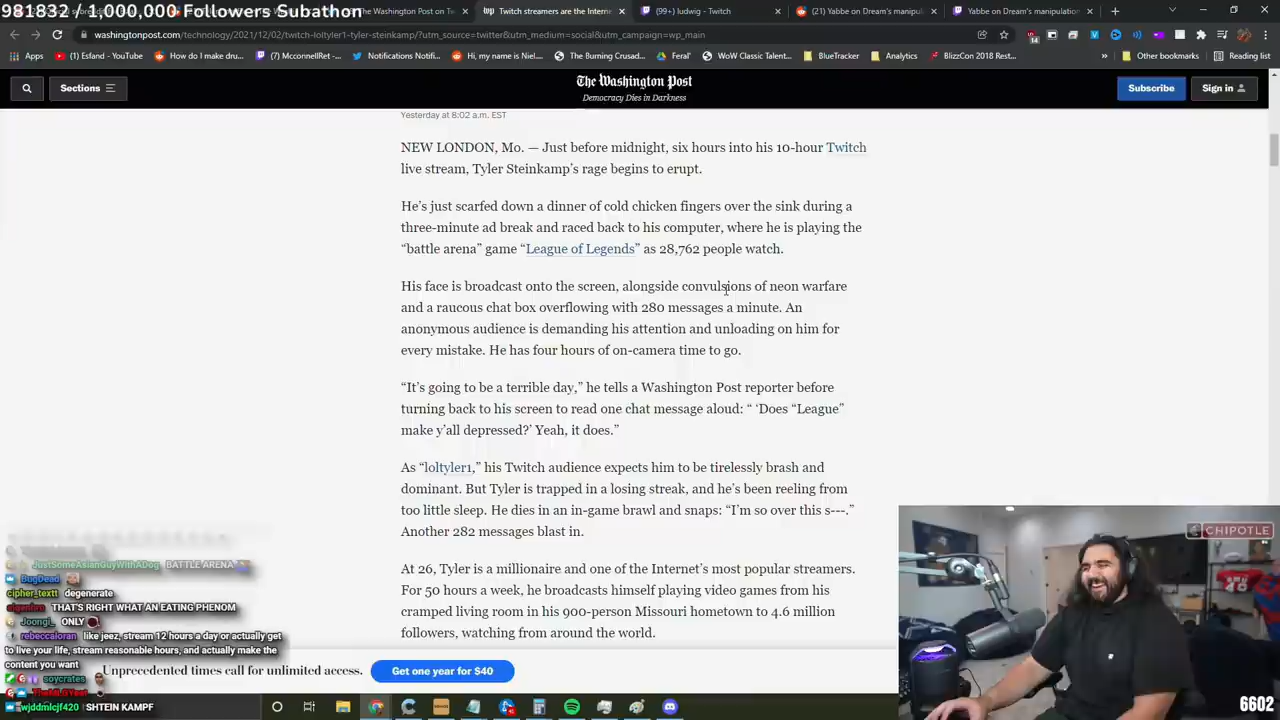 981832 / 1,000,000 Followers Subathon
The Washington Post on Tw
Twitch streamers are the Interne
(99+) ludwig - Twitch
(21) Yabbe on Dream's manipula
Yabbe on Dream's manipulation
washingtonpost.com/technology/2021/12/02/twitch-loltyler1-tyler-steinkamp/?utm_source=twitter&utm_medium=social&utm_campaign=wp_main
Apps (1) Esfand - YouTube How do I make dru... (7) McconnellRet -... Notifications Notifi... Hi, my name is Niel... The Burning Crusad... Feral' WoW Classic Talent... BlueTracker Analytics BlizzCon 2018 Rest... » Other bookmarks Reading list
Sections
The Washington Post
Democracy Dies in Darkness
Subscribe
Sign in
Yesterday at 8:02 a.m. EST
NEW LONDON, Mo. — Just before midnight, six hours into his 10-hour Twitch
live stream, Tyler Steinkamp's rage begins to erupt.
He's just scarfed down a dinner of cold chicken fingers over the sink during a
three-minute ad break and raced back to his computer, where he is playing the
“battle arena” game “League of Legends” as 28,762 people watch.
His face is broadcast onto the screen, alongside convulsions of neon warfare
and a raucous chat box overflowing with 280 messages a minute. An
anonymous audience is demanding his attention and unloading on him for
every mistake. He has four hours of on-camera time to go.
“It's going to be a terrible day,” he tells a Washington Post reporter before
turning back to his screen to read one chat message aloud: “ ‘Does “League”
make y'all depressed?’ Yeah, it does.”
As “loltyler1,” his Twitch audience expects him to be tirelessly brash and
dominant. But Tyler is trapped in a losing streak, and he's been reeling from
too little sleep. He dies in an in-game brawl and snaps: “I'm so over this s---.”
Another 282 messages blast in.
At 26, Tyler is a millionaire and one of the Internet's most popular streamers.
For 50 hours a week, he broadcasts himself playing video games from his
cramped living room in his 900-person Missouri hometown to 4.6 million
followers, watching from around the world.
Unprecedented times call for unlimited access.
Get one year for $40
JustSomeAsianGuyWithADog BATTLE ARENA
BugDead
cipher_textt degenerate
THAT'S RIGHT WHAT AN EATING PHENOM
Joongi_ ONLY
rebeccaloran like jeez, stream 12 hours a day or actually get
to live your life, stream reasonable hours, and actually make the
content you want
soycrates
wjddmlcjf420 SHTEIN KAMPF
CHIPOTLE
6602